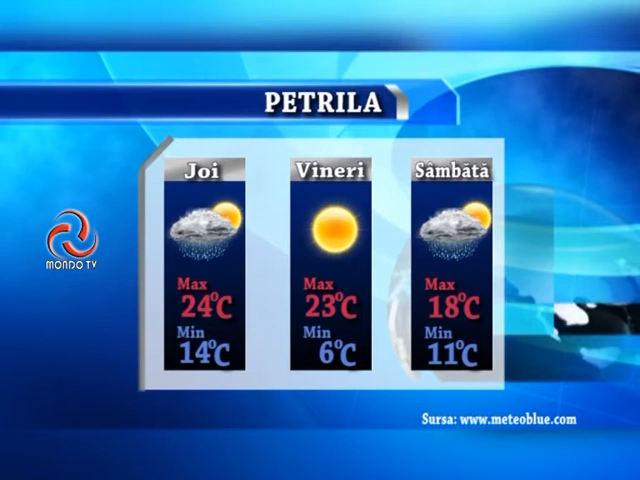 PETRILA
Joi
Max
24°C
Min
14°C
Vineri
Max
23°C
Min
6°C
Sâmbătă
Max
18°C
Min
11°C
MONDO TV
Sursa: www.meteoblue.com